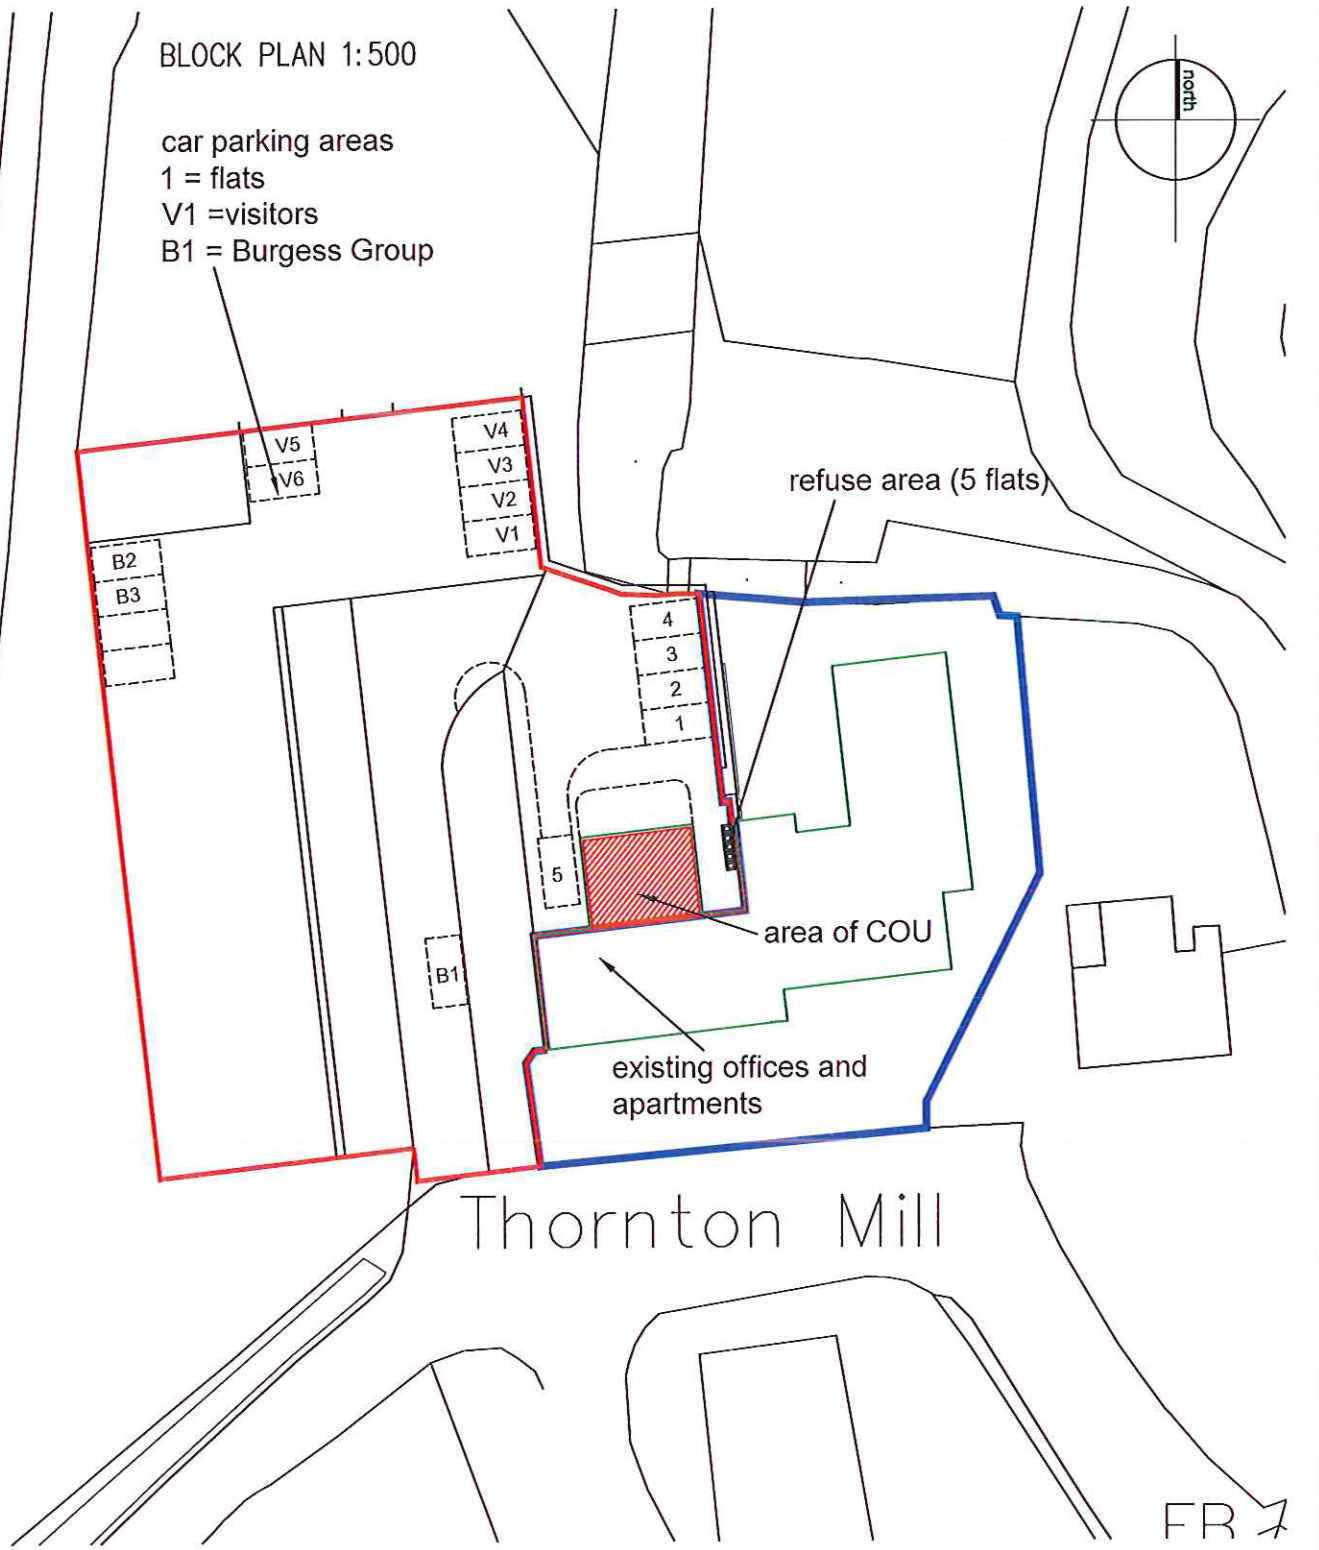 BLOCK PLAN 1:500
north
car parking areas
1 = flats
V1 =visitors
B1 = Burgess Group
V5
V6
V4
V3
V2
V1
refuse area (5 flats)
B2
B3
4
3
2
1
5
area of COU
B1
existing offices and
apartments
Thornton Mill
FB